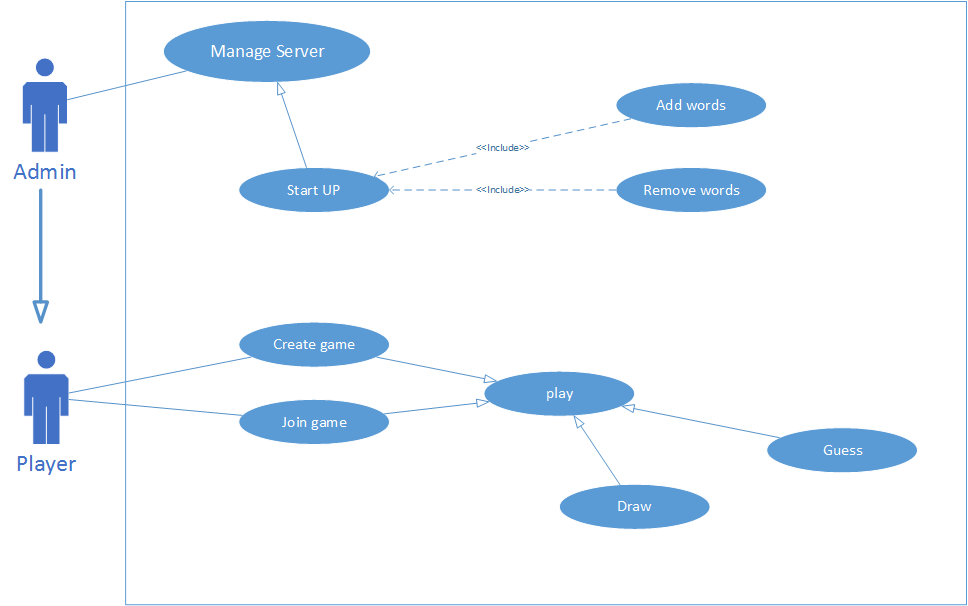 Manage Server
Admin
Add words
<<Include>>
Start UP
<<Include>>
Remove words
Create game
play
Join game
Player
Guess
Draw